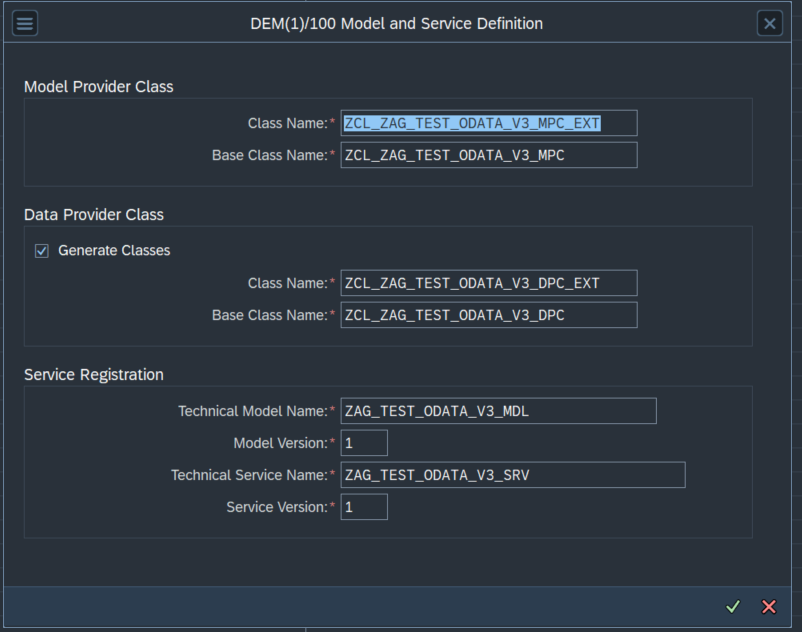 DEM(1)/100 Model and Service Definition
Model Provider Class
Class Name:* ZCL_ZAG_TEST_ODATA_V3_MPC_EXT
Base Class Name:* ZCL_ZAG_TEST_ODATA_V3_MPC
Data Provider Class
Generate Classes
Class Name:* ZCL_ZAG_TEST_ODATA_V3_DPC_EXT
Base Class Name:* ZCL_ZAG_TEST_ODATA_V3_DPC
Service Registration
Technical Model Name:* ZAG_TEST_ODATA_V3_MDL
Model Version:* 1
Technical Service Name:* ZAG_TEST_ODATA_V3_SRV
Service Version:* 1